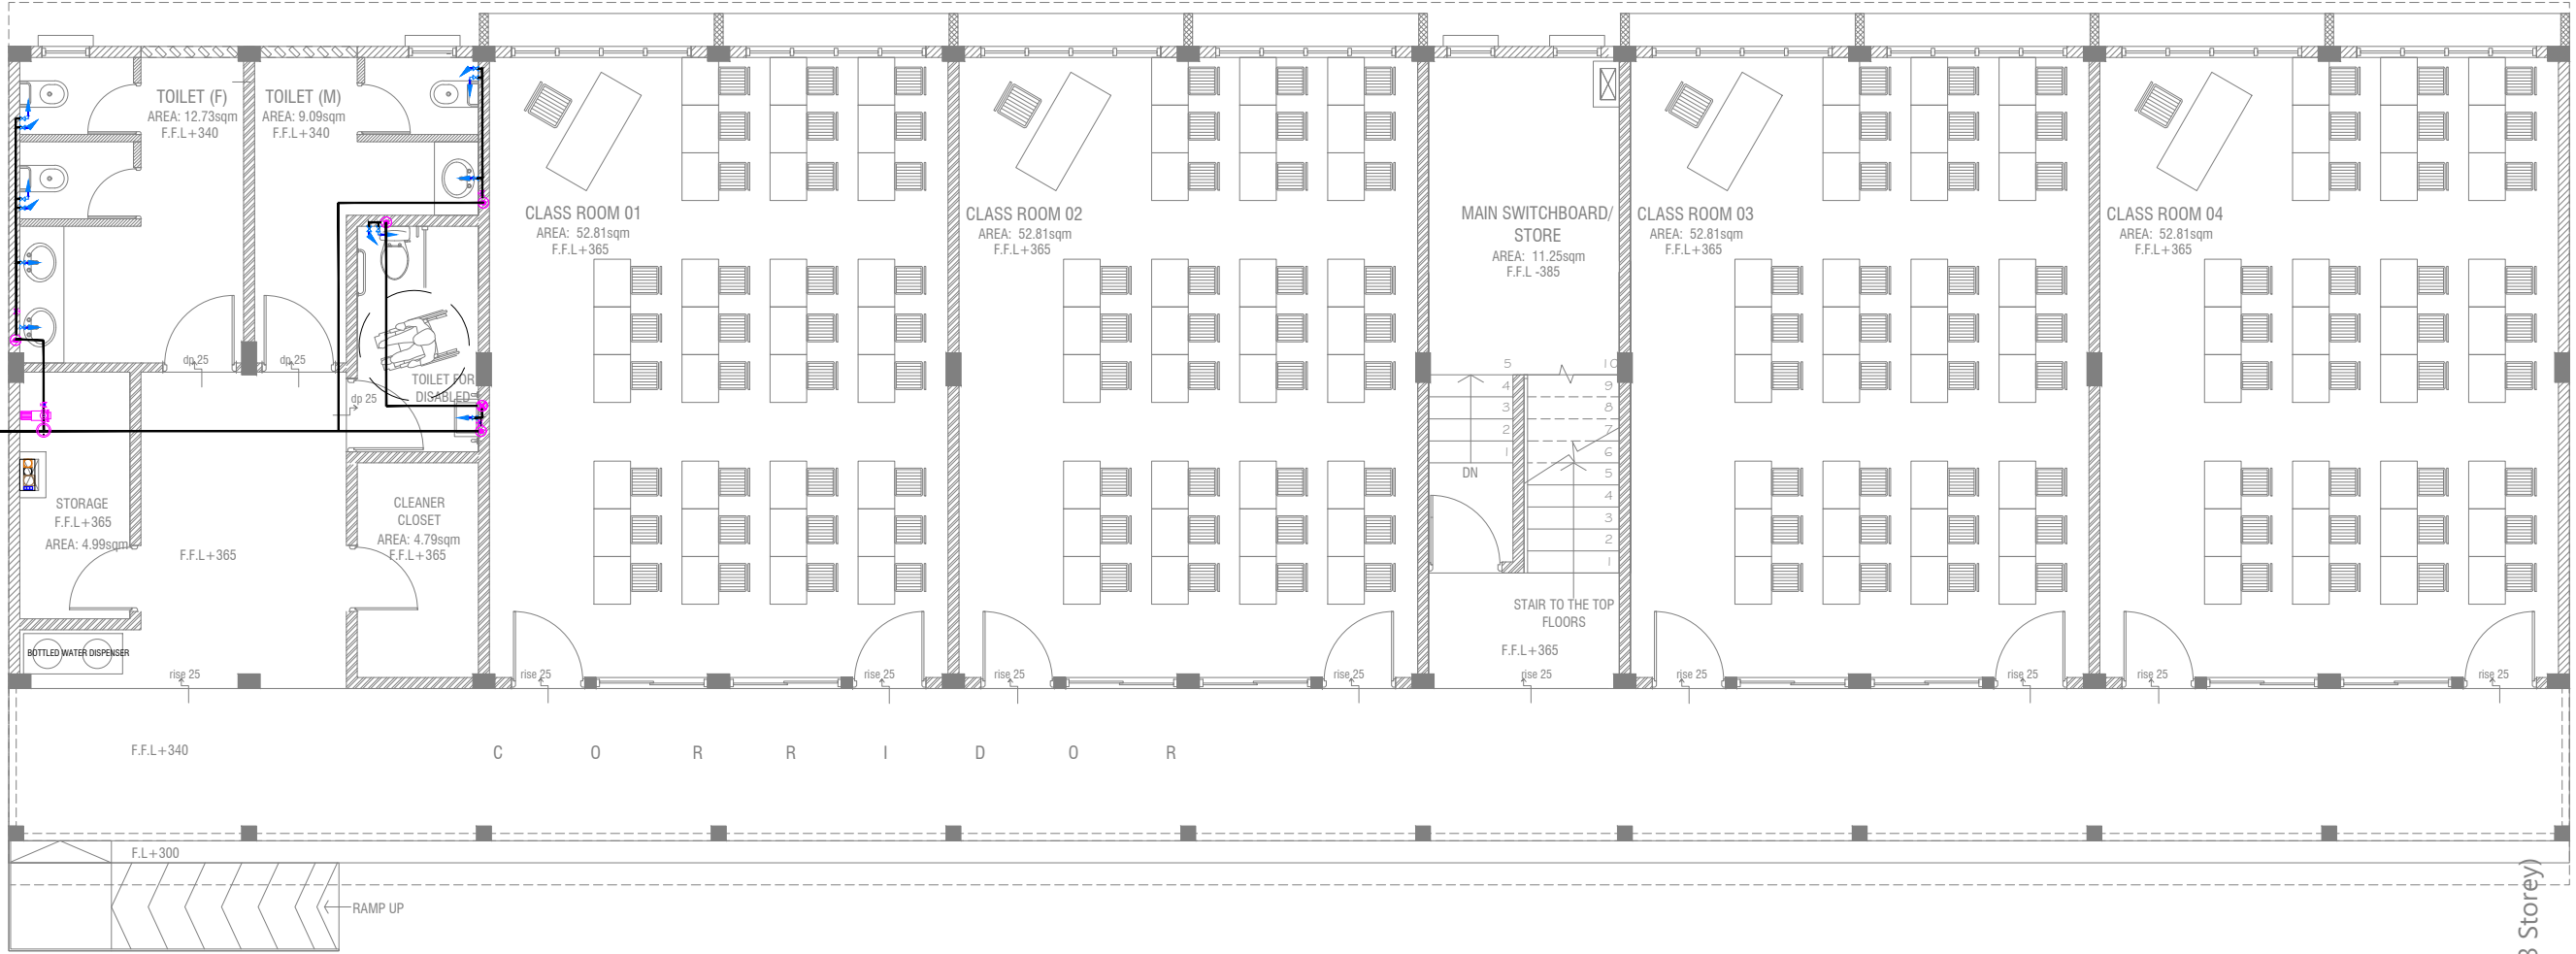 TOILET (F)
AREA: 12.73sqm
F.F.L+340
TOILET (M)
AREA: 9.09sqm
F.F.L+340
CLASS ROOM 01
AREA: 52.81sqm
F.F.L+365
CLASS ROOM 02
AREA: 52.81sqm
F.F.L+365
MAIN SWITCHBOARD/
STORE
AREA: 11.25sqm
F.F.L -385
CLASS ROOM 03
AREA: 52.81sqm
F.F.L+365
CLASS ROOM 04
AREA: 52.81sqm
F.F.L+365
dp 25
dp 25
dp 25
TOILET FOR
DISABLED
5
4
3
2
1
DN
10
9
8
7
6
5
4
3
2
1
STORAGE
F.F.L+365
AREA: 4.99sqm
F.F.L+365
CLEANER
CLOSET
AREA: 4.79sqm
F.F.L+365
STAIR TO THE TOP
FLOORS
F.F.L+365
BOTTLED WATER DISPENSER
rise 25
rise 25
rise 25
rise 25
rise 25
rise 25
rise 25
rise 25
rise 25
rise 25
F.F.L+340
C O R R I D O R
F.L+300
RAMP UP
Storey)